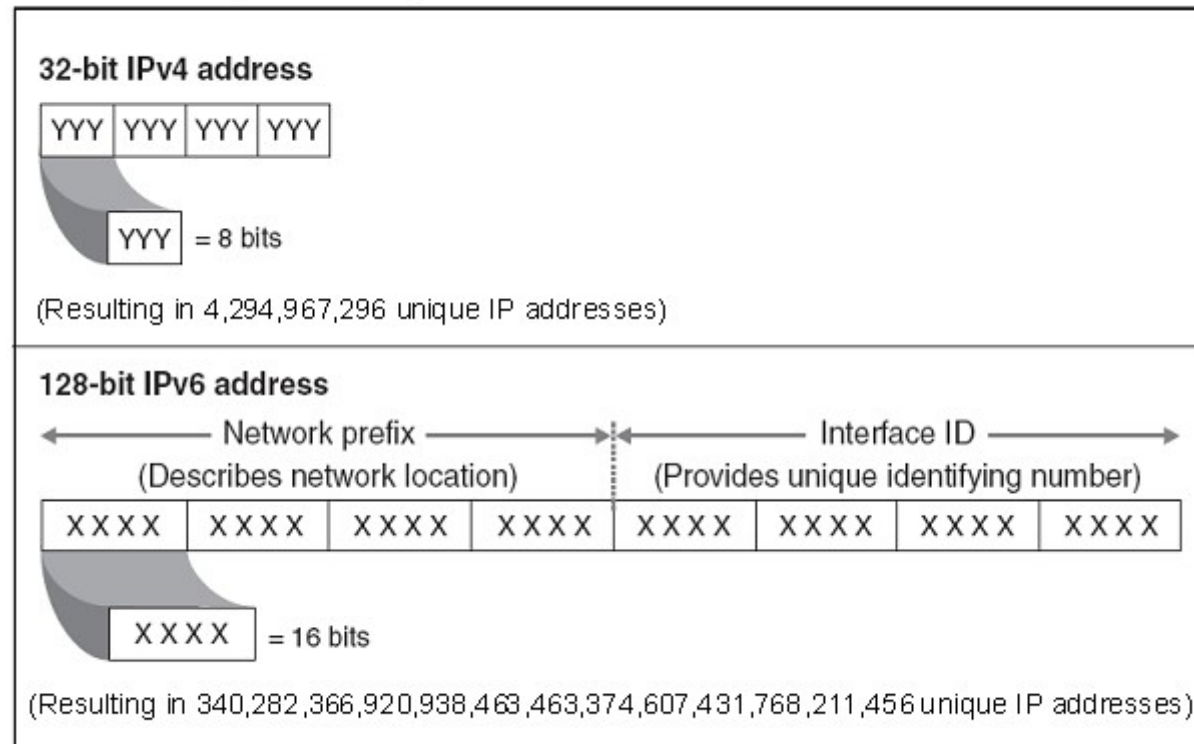 32-bit IPv4 address
YYY YYY YYY YYY
YYY = 8 bits
(Resulting in 4,294,967,296 unique IP addresses)
128-bit IPv6 address
Network prefix Interface ID
(Describes network location) (Provides unique identifying number)
XXXX XXXX XXXX XXXX XXXX XXXX XXXX XXXX
XXXX = 16 bits
(Resulting in 340,282,366,920,938,463,463,374,607,431,768,211,456 unique IP addresses)